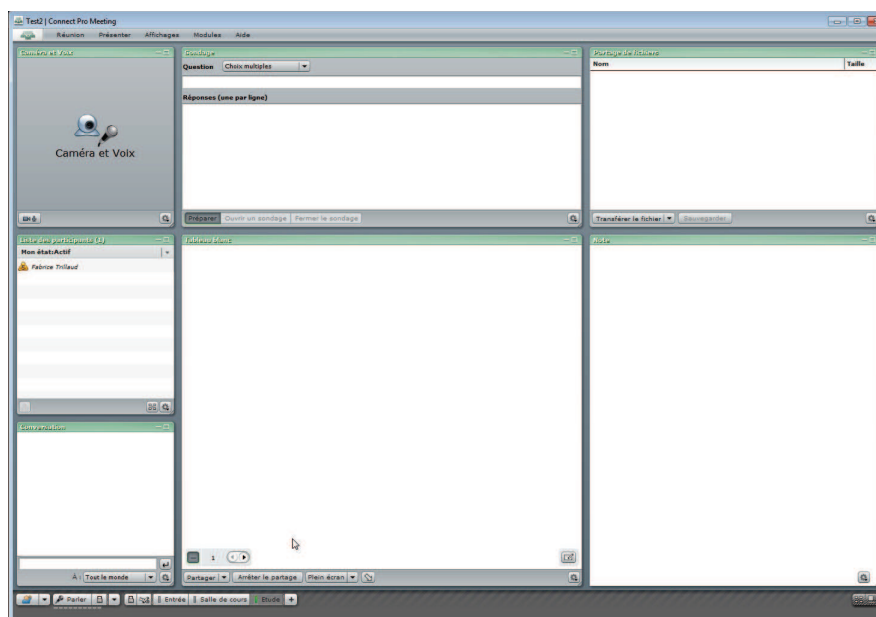 Test2 | Connect Pro Meeting
Réunion Présenter Affichages Modules Aide
Caméra et Voix
Sondage
Partage de fichiers
Question Choix multiples
Nom Taille
Réponses (une par ligne)
Caméra et Voix
Préparer Ouvrir un sondage Fermer le sondage
Transférer le fichier Sauvegarder
Liste des participants (1)
Tableau blanc
Note
Mon état:Actif
Fabrice Trillaud
Conversation
1
À : Tout le monde
Partager Arrêter le partage Plein écran
Parler Entrée Salle de cours Etude +